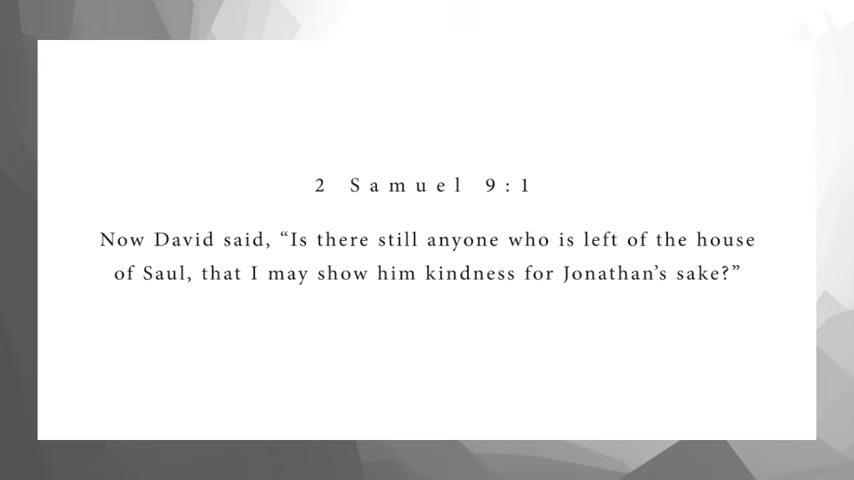 2 Samuel 9:1
Now David said, “Is there still anyone who is left of the house
of Saul, that I may show him kindness for Jonathan’s sake?”